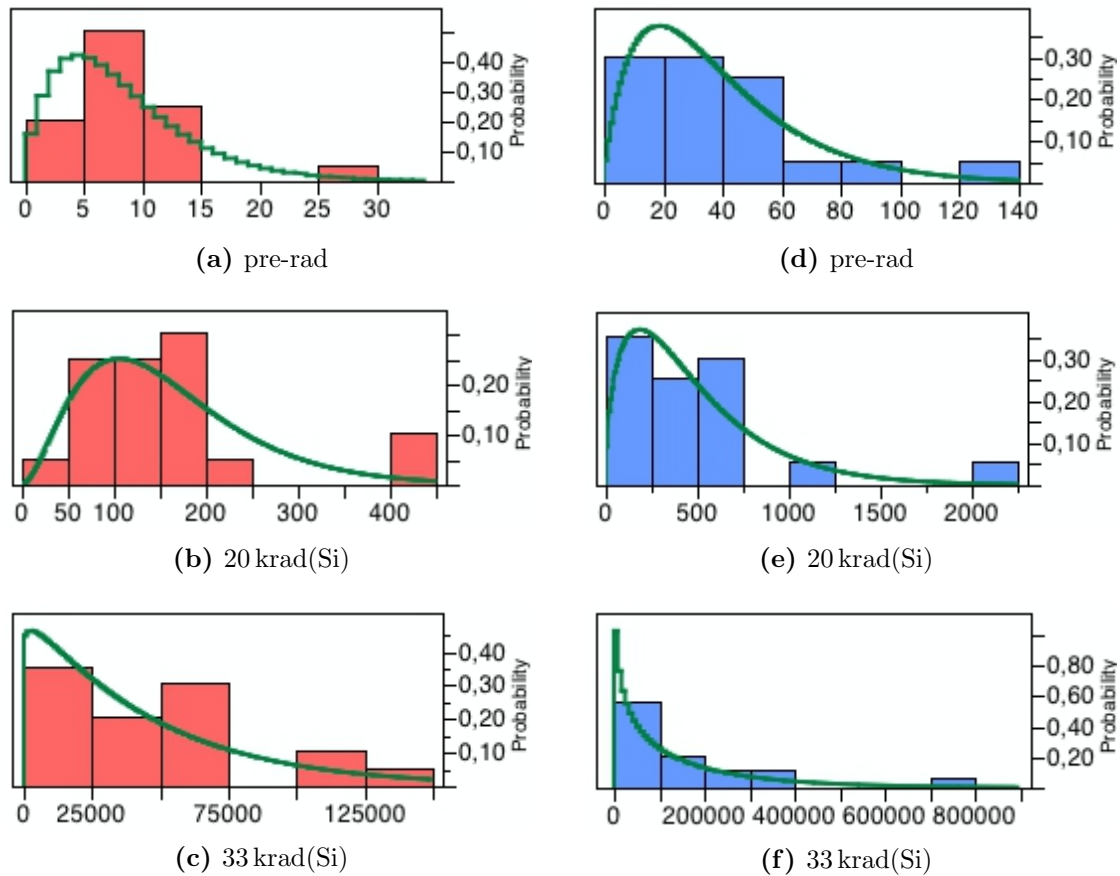 0,40
0,30
0,20
0,10
Probability
0 5 10 15 20 25 30
(a) pre-rad
0,30
0,20
0,10
Probability
0 20 40 60 80 100 120 140
(d) pre-rad
0,20
0,10
Probability
0 50 100 200 300 400
(b) 20 krad(Si)
0,30
0,20
0,10
Probability
0 500 1000 1500 2000
(e) 20 krad(Si)
0,40
0,30
0,20
0,10
Probability
0 25000 75000 125000
(c) 33 krad(Si)
0,80
0,60
0,40
0,20
Probability
0 200000 400000 600000 800000
(f) 33 krad(Si)